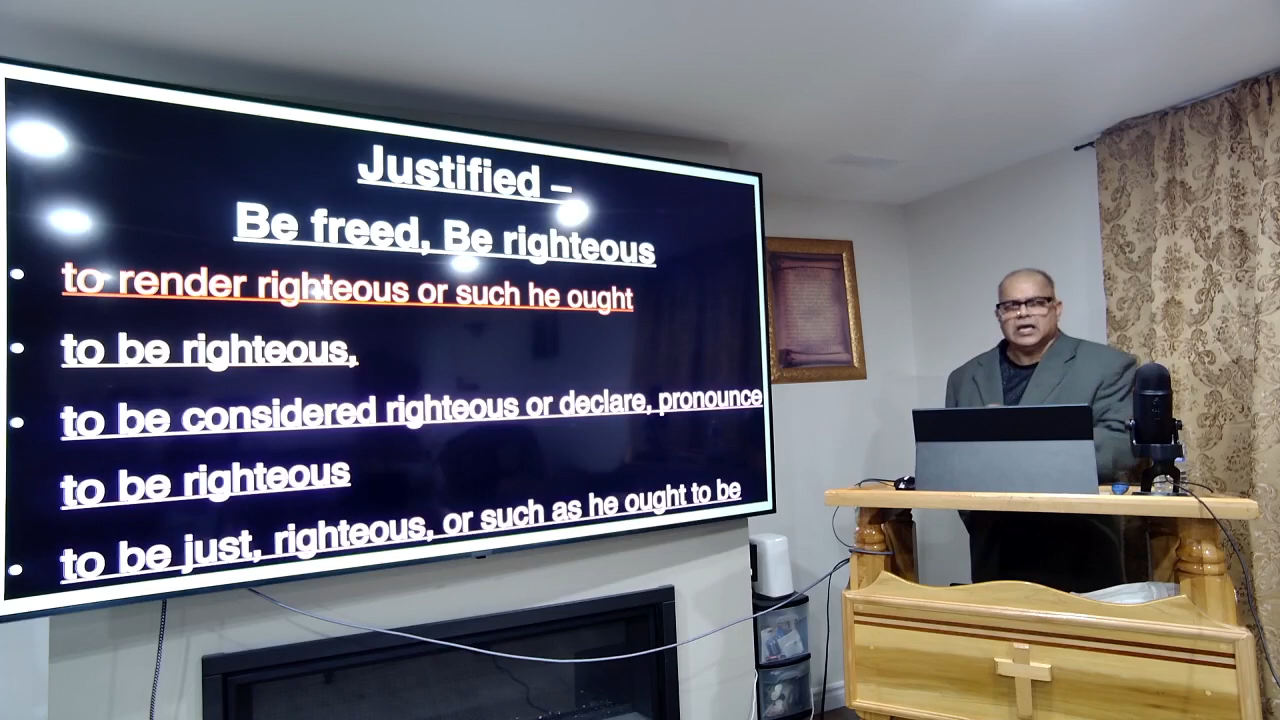 Justified –
Be freed, Be righteous
• to render righteous or such he ought
• to be righteous,
• to be considered righteous or declare, pronounce
to be righteous
• to be just, righteous, or such as he ought to be